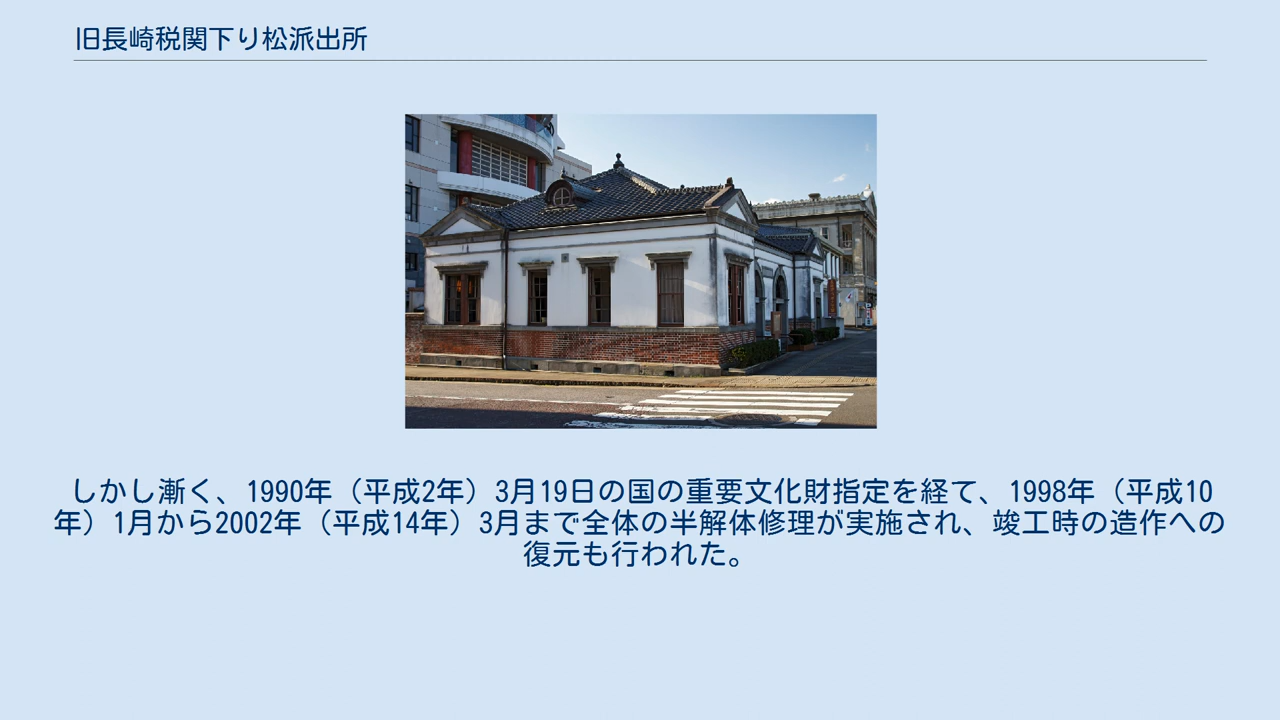 旧長崎税関下り松派出所
しかし漸く、1990年（平成2年）3月19日の国の重要文化財指定を経て、1998年（平成10
年）1月から2002年（平成14年）3月まで全体の半解体修理が実施され、竣工時の造作への
復元も行われた。